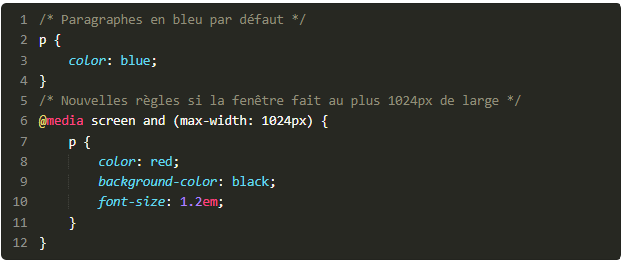 1 /* Paragraphes en bleu par défaut */
2 p {
3     color: blue;
4 }
5 /* Nouvelles règles si la fenêtre fait au plus 1024px de large */
6 @media screen and (max-width: 1024px) {
7     p {
8         color: red;
9         background-color: black;
10         font-size: 1.2em;
11     }
12 }